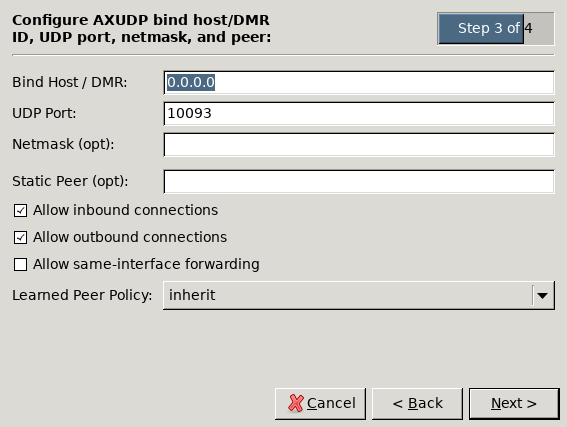 Configure AXUDP bind host/DMR
ID, UDP port, netmask, and peer:
Step 3 of 4
Bind Host / DMR: 0.0.0.0
UDP Port: 10093
Netmask (opt):
Static Peer (opt):
Allow inbound connections
Allow outbound connections
Allow same-interface forwarding
Learned Peer Policy: inherit
Cancel < Back Next >